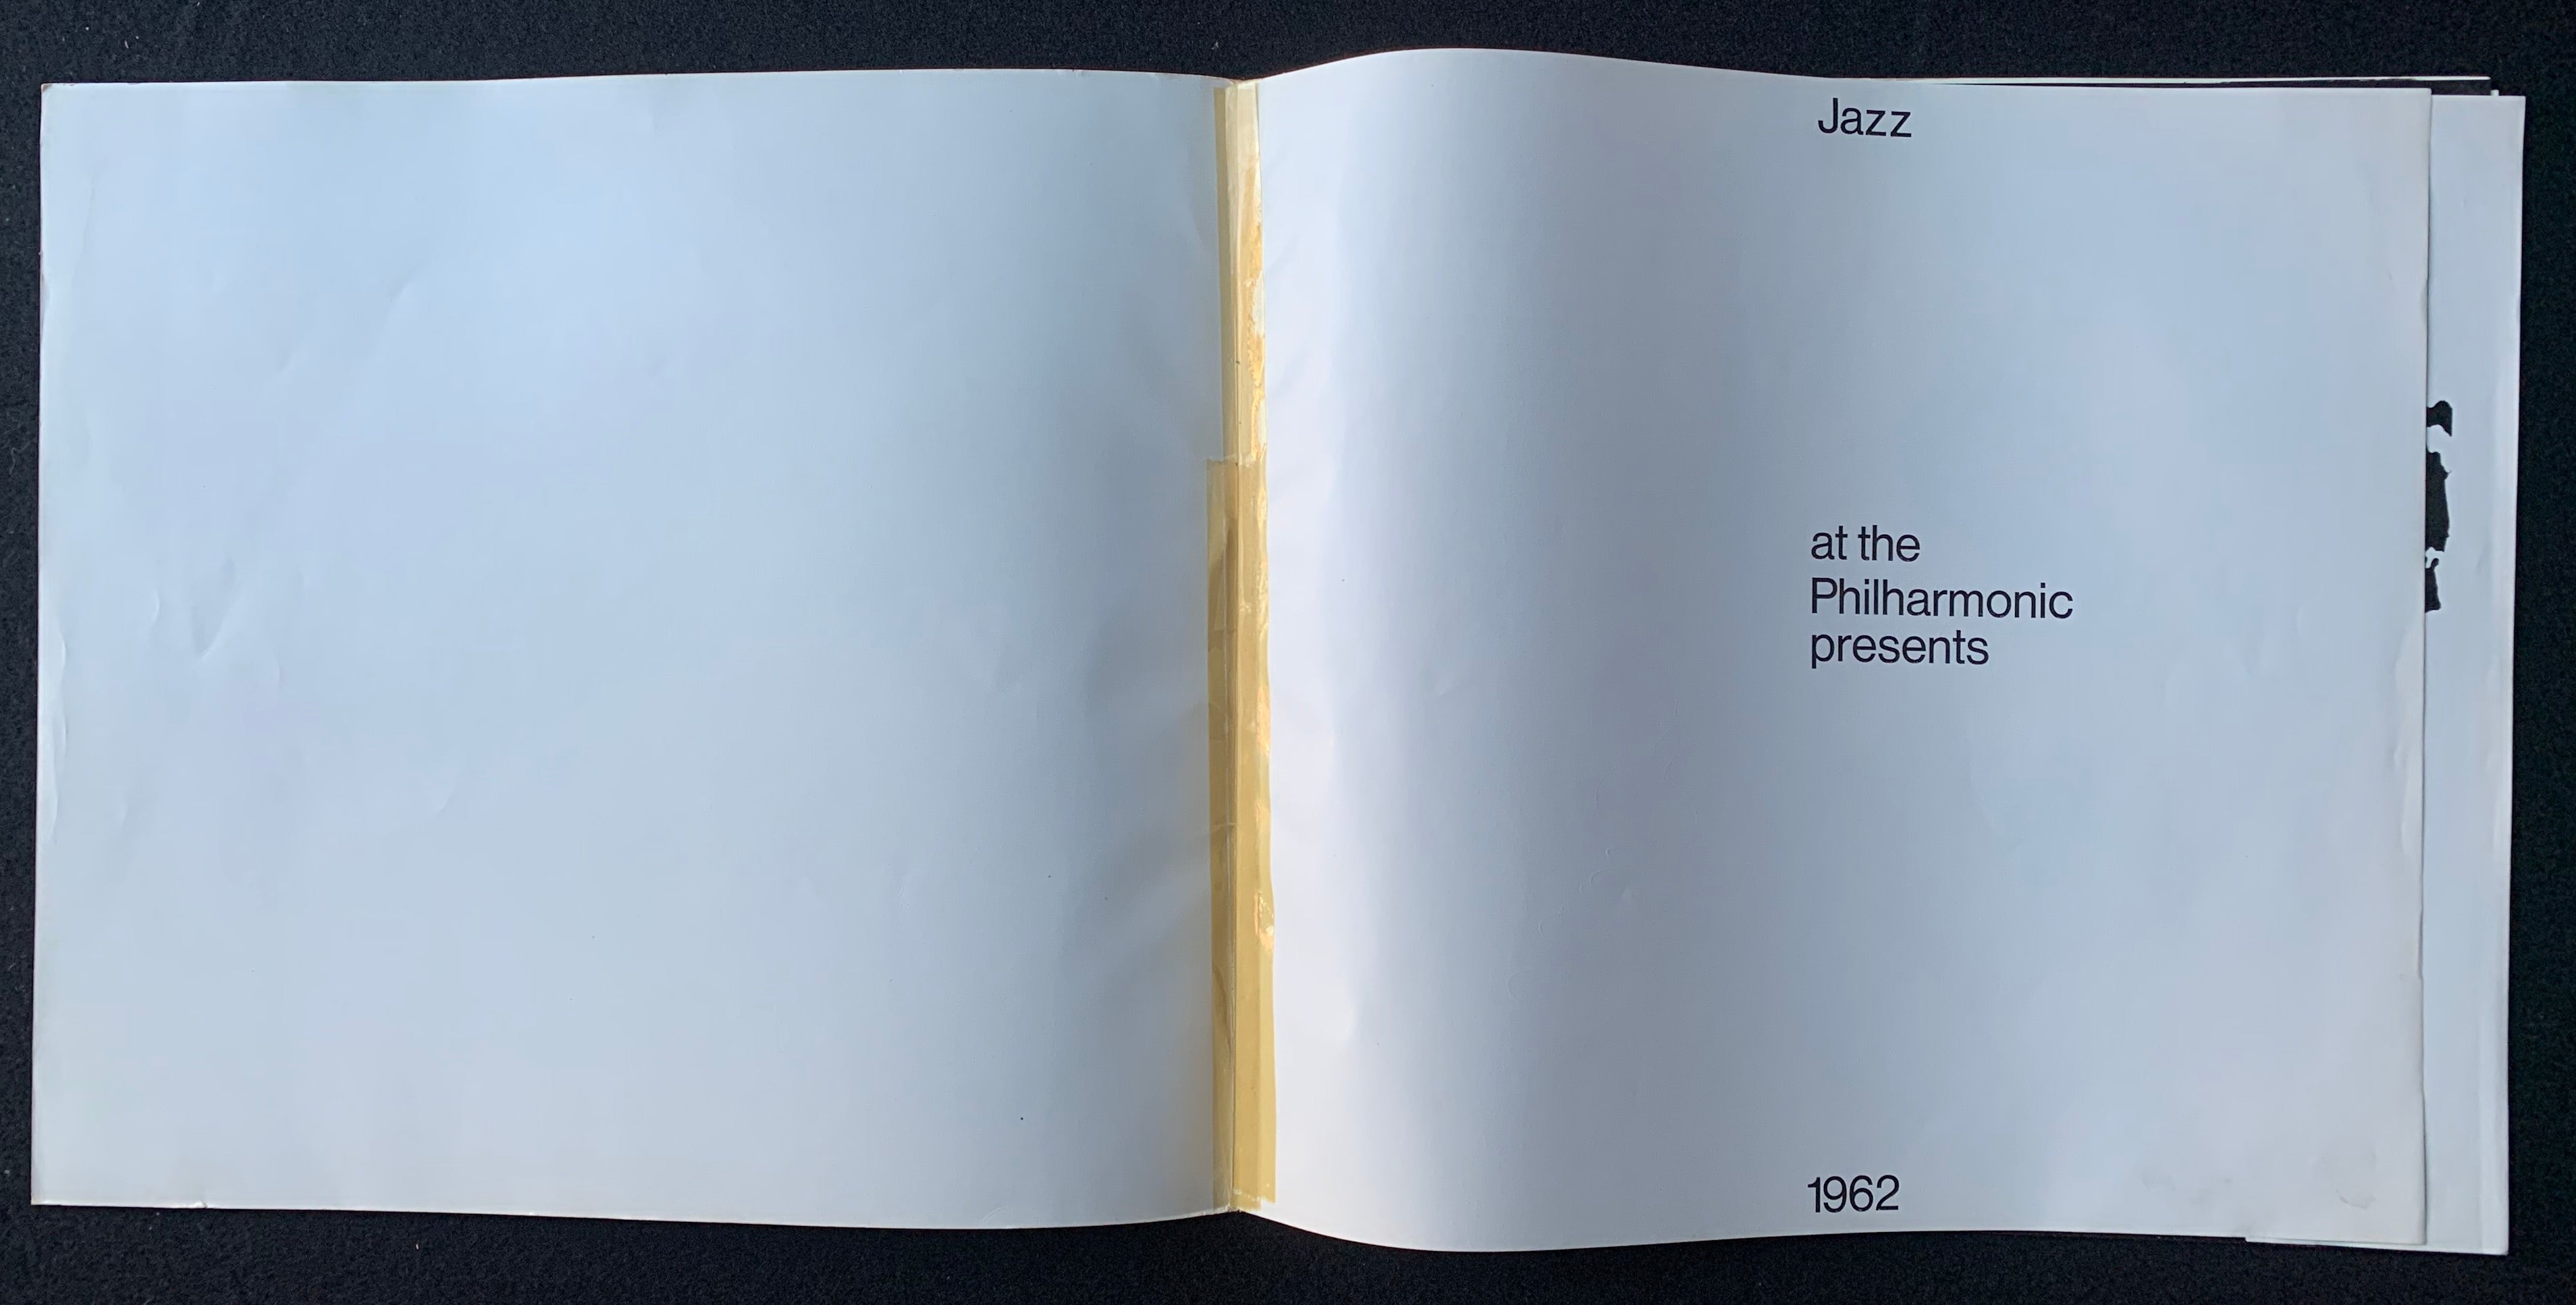 Jazz
at the
Philharmonic
presents
1962